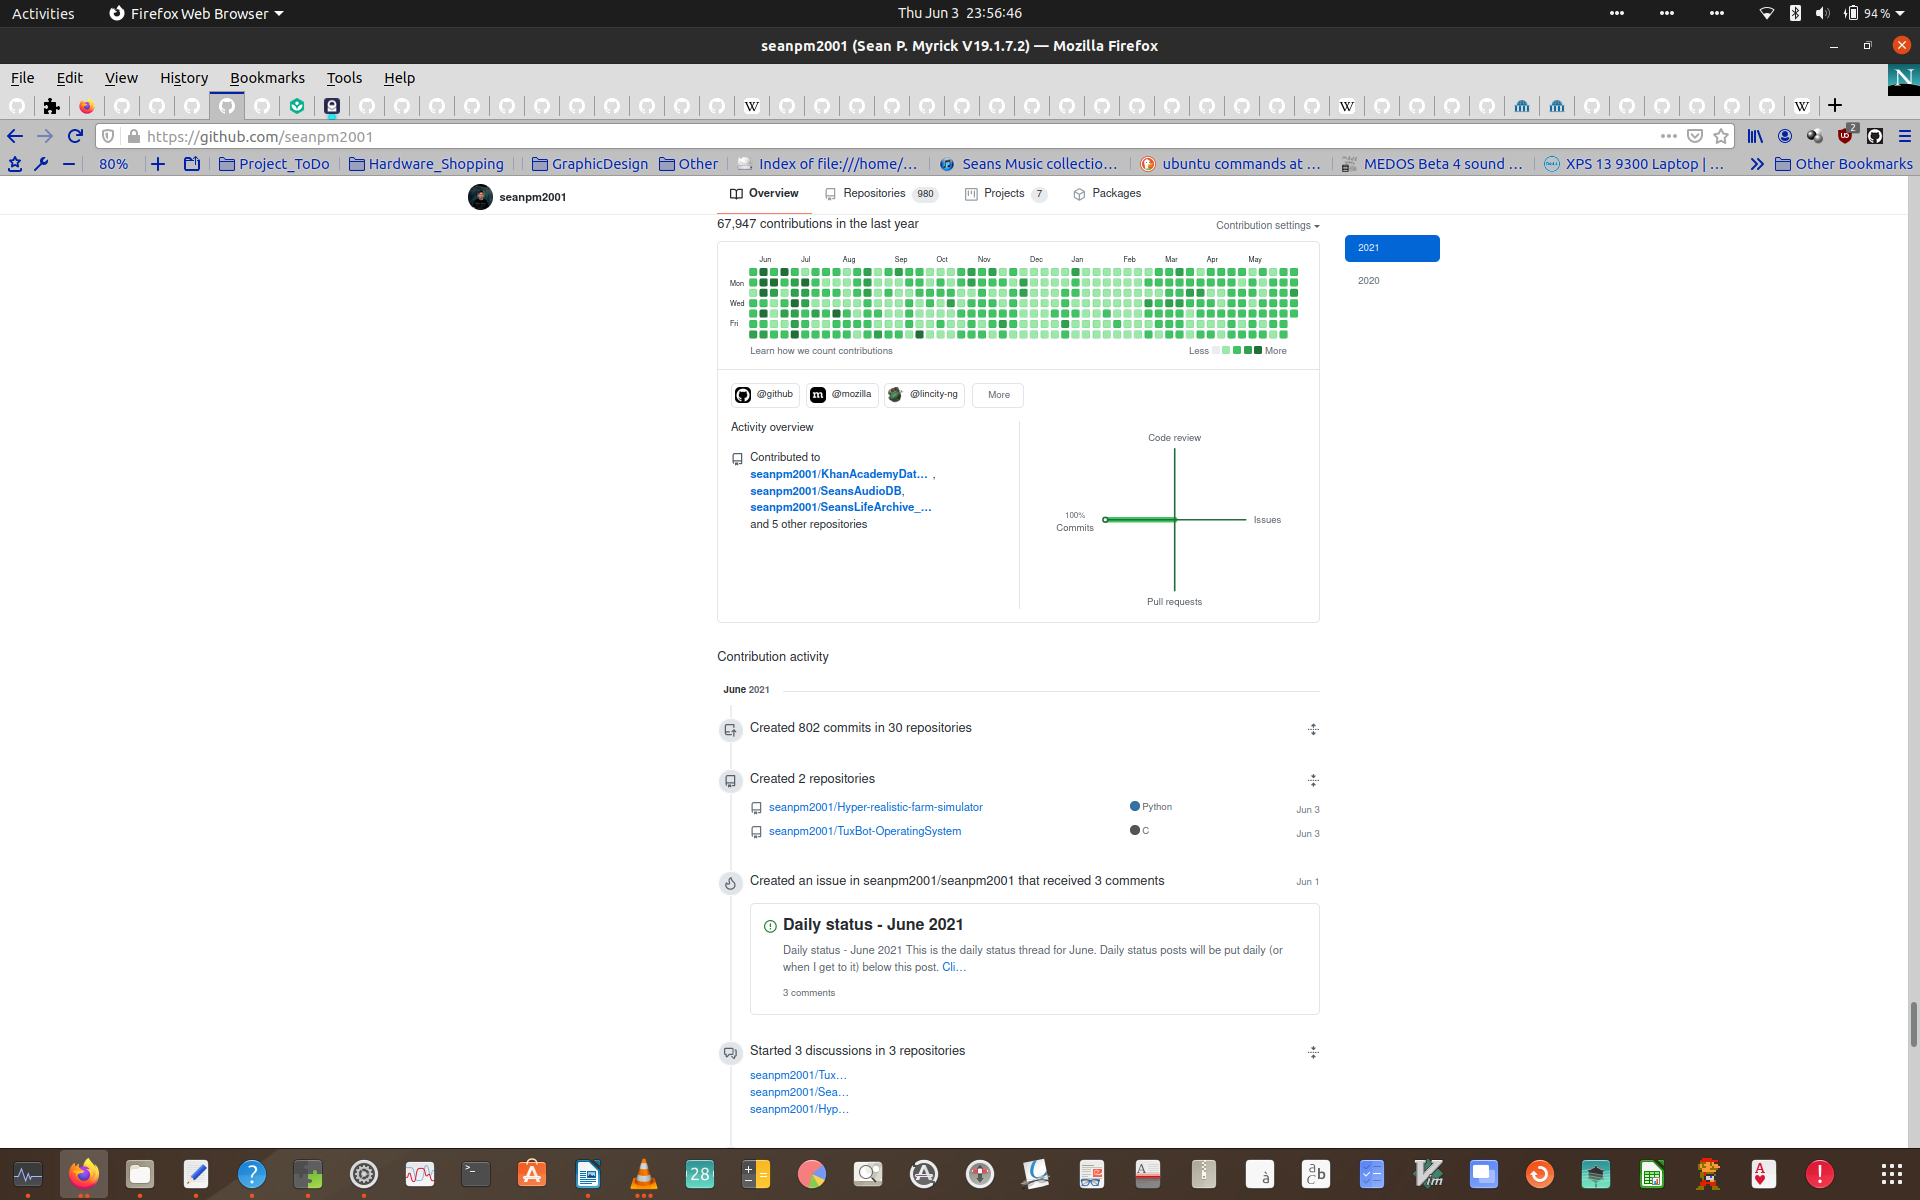 Activities
Firefox Web Browser
Thu Jun 3 23:56:46
94 %
seanpm2001 (Sean P. Myrick V19.1.7.2) — Mozilla Firefox
File Edit View History Bookmarks Tools Help
N
https://github.com/seanpm2001
2
80%
Project_ToDo
Hardware_Shopping
GraphicDesign
Other
Index of file:///home/…
Seans Music collectio…
ubuntu commands at …
MEDOS Beta 4 sound …
XPS 13 9300 Laptop | …
Other Bookmarks
seanpm2001
Overview
Repositories 980
Projects 7
Packages
67,947 contributions in the last year
Contribution settings
2021
2020
Jun Jul Aug Sep Oct Nov Dec Jan Feb Mar Apr May
Mon
Wed
Fri
Learn how we count contributions
Less More
@github
@mozilla
@lincity-ng
More
Activity overview
Contributed to
seanpm2001/KhanAcademyDat… ,
seanpm2001/SeansAudioDB,
seanpm2001/SeansLifeArchive_…
and 5 other repositories
Code review
100%
Commits
Issues
Pull requests
Contribution activity
June 2021
Created 802 commits in 30 repositories
Created 2 repositories
seanpm2001/Hyper-realistic-farm-simulator Python Jun 3
seanpm2001/TuxBot-OperatingSystem C Jun 3
Created an issue in seanpm2001/seanpm2001 that received 3 comments Jun 1
Daily status - June 2021
Daily status - June 2021 This is the daily status thread for June. Daily status posts will be put daily (or
when I get to it) below this post. Cli…
3 comments
Started 3 discussions in 3 repositories
seanpm2001/Tux…
seanpm2001/Sea…
seanpm2001/Hyp…
28